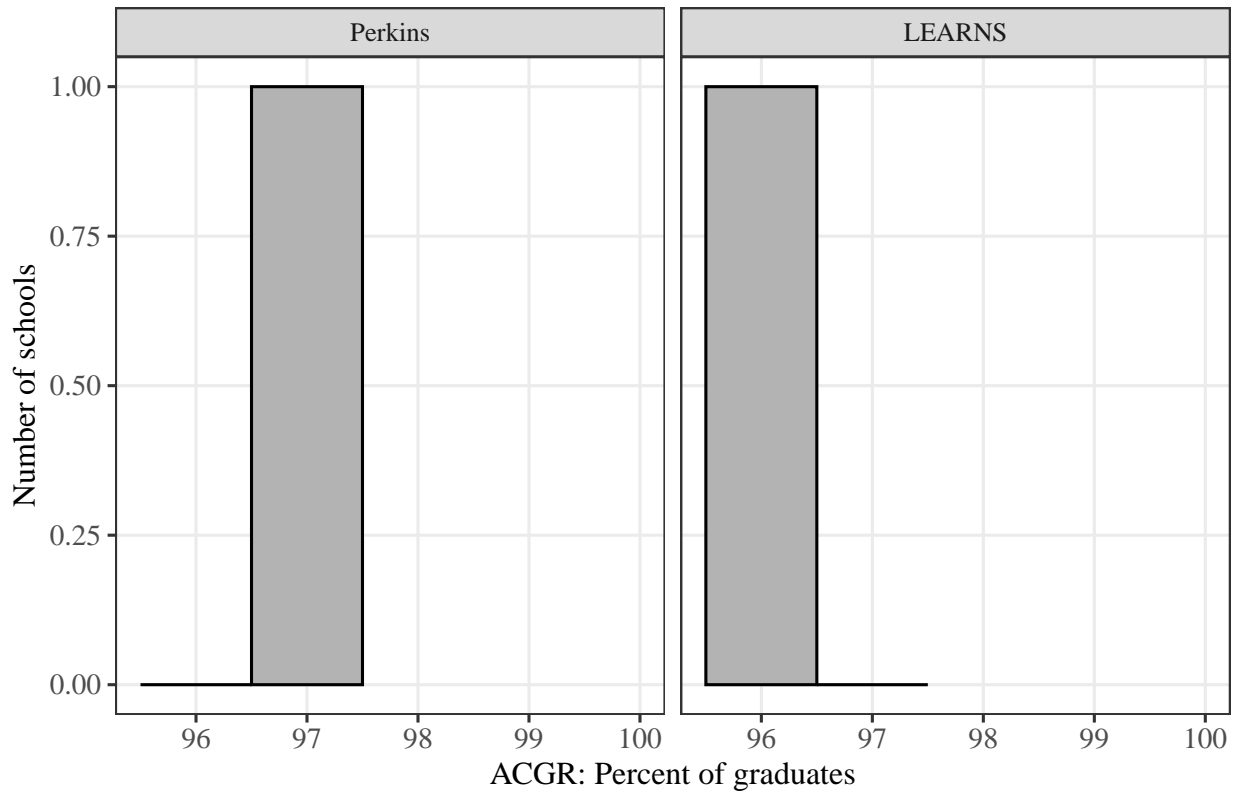 Perkins
LEARNS
1.00
0.75
0.50
0.25
0.00
Number of schools
96 97 98 99 100
96 97 98 99 100
ACGR: Percent of graduates